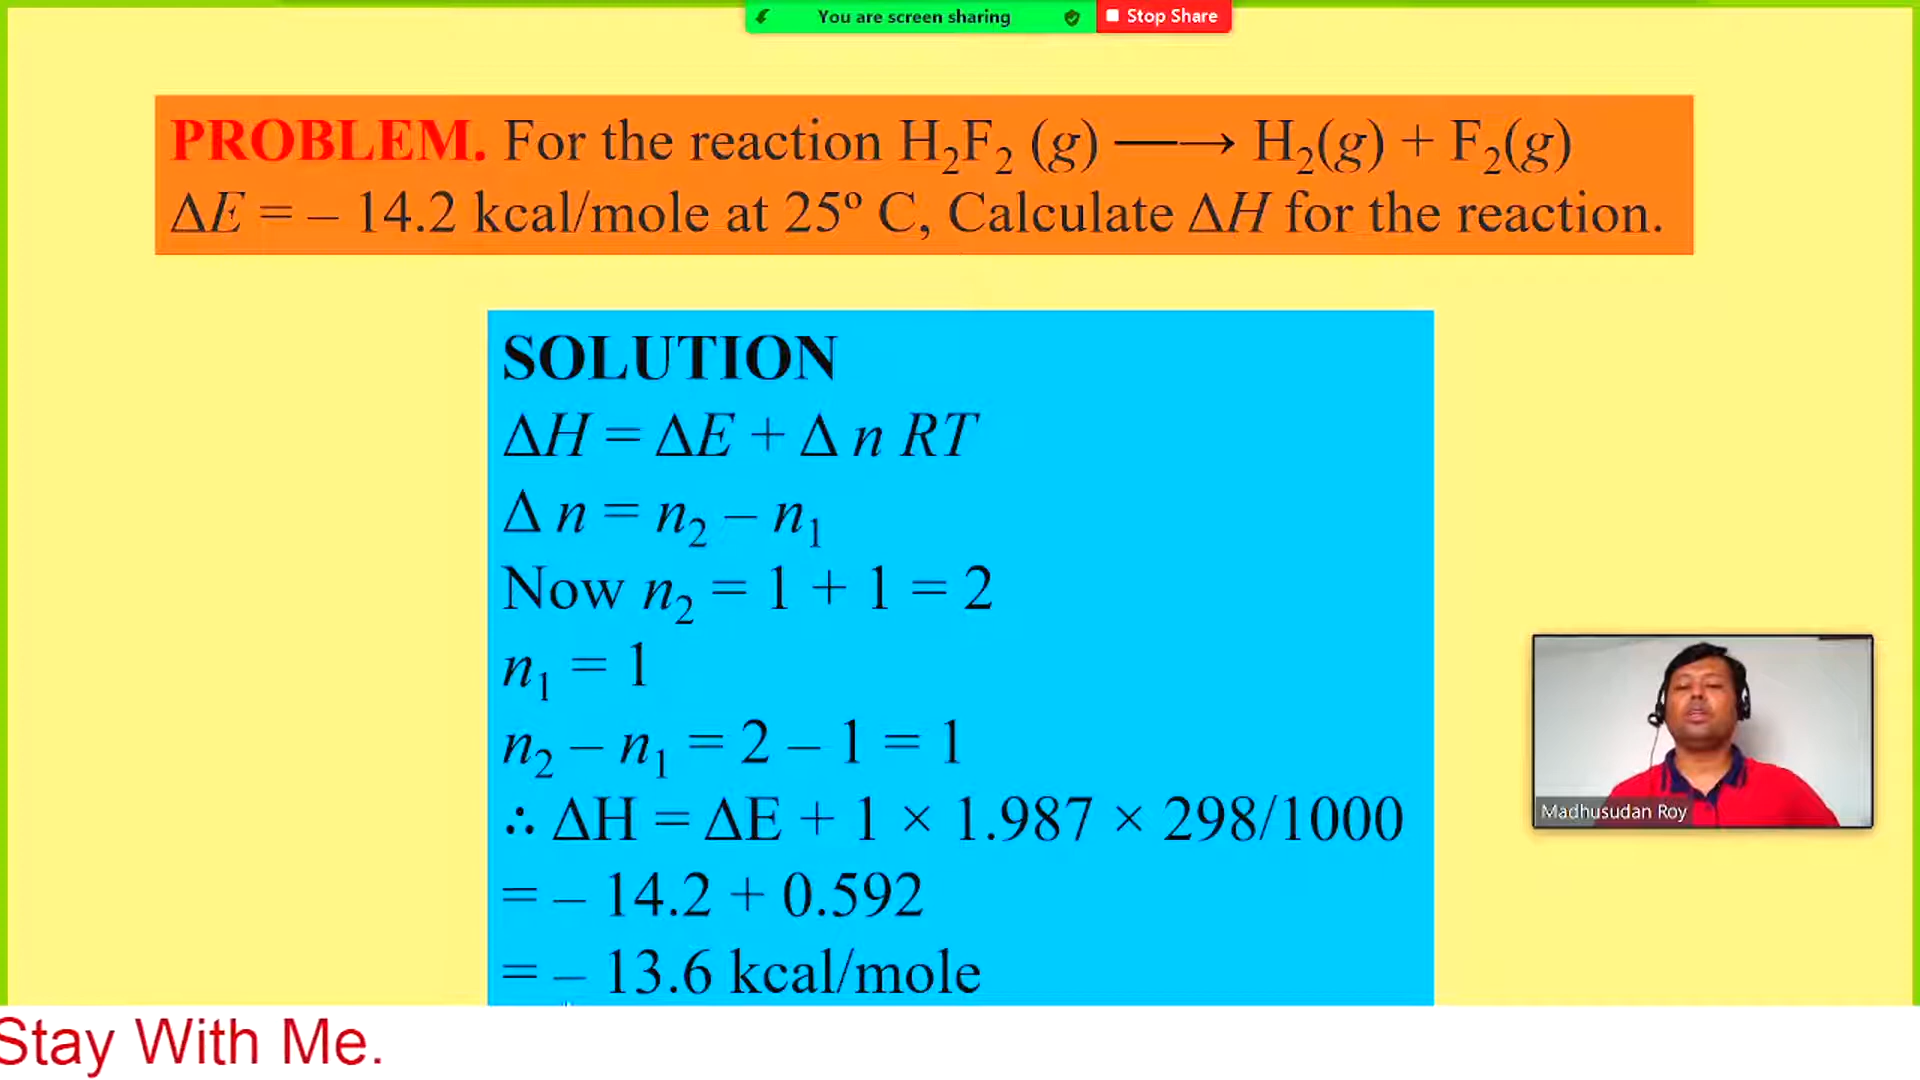 You are screen sharing
Stop Share
PROBLEM. For the reaction H₂F₂ (g) ⟶ H₂(g) + F₂(g)
ΔE = – 14.2 kcal/mole at 25º C, Calculate ΔH for the reaction.
SOLUTION
ΔH = ΔE + Δ n RT
Δ n = n₂ – n₁
Now n₂ = 1 + 1 = 2
n₁ = 1
n₂ – n₁ = 2 – 1 = 1
∴ ΔH = ΔE + 1 × 1.987 × 298/1000
= – 14.2 + 0.592
= – 13.6 kcal/mole
Madhusudan Roy
Stay With Me.